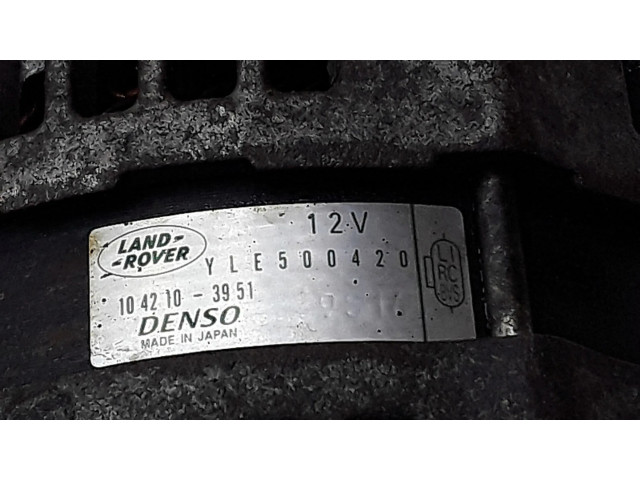 LAND-
ROVER
12V
YLE500420
104210-3951
DENSO
MADE IN JAPAN
LI
RC